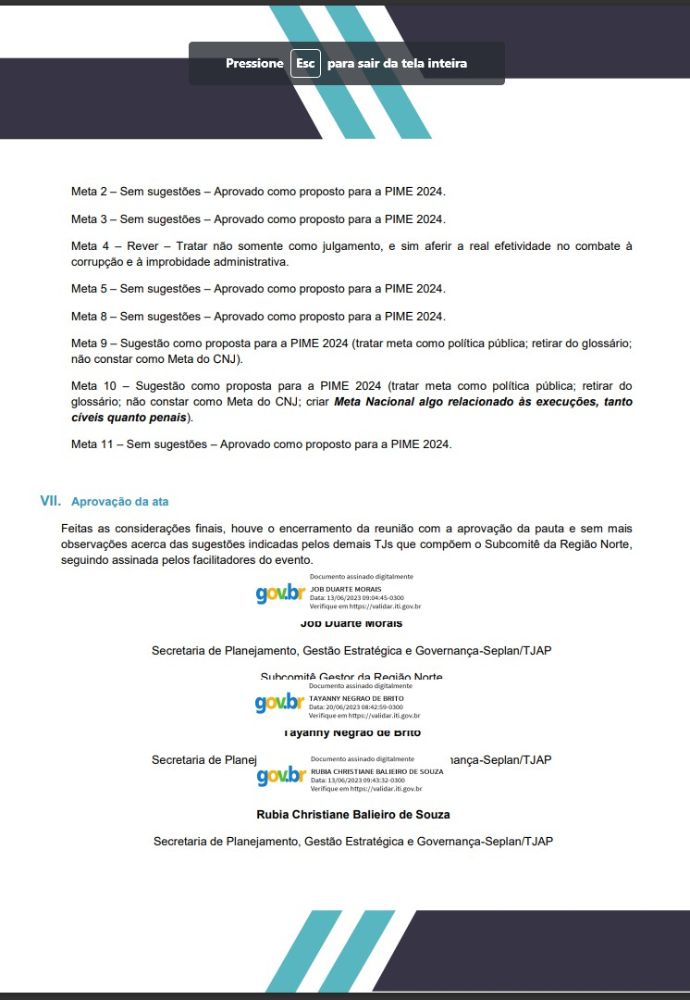 Pressione Esc para sair da tela inteira
Meta 2 – Sem sugestões – Aprovado como proposto para a PIME 2024.
Meta 3 – Sem sugestões – Aprovado como proposto para a PIME 2024.
Meta 4 – Rever – Tratar não somente como julgamento, e sim aferir a real efetividade no combate à
corrupção e à improbidade administrativa.
Meta 5 – Sem sugestões – Aprovado como proposto para a PIME 2024.
Meta 8 – Sem sugestões – Aprovado como proposto para a PIME 2024.
Meta 9 – Sugestão como proposta para a PIME 2024 (tratar meta como política pública; retirar do glossário;
não constar como Meta do CNJ).
Meta 10 – Sugestão como proposta para a PIME 2024 (tratar meta como política pública; retirar do
glossário; não constar como Meta do CNJ; criar Meta Nacional algo relacionado às execuções, tanto
cíveis quanto penais).
Meta 11 – Sem sugestões – Aprovado como proposto para a PIME 2024.
VII. Aprovação da ata
Feitas as considerações finais, houve o encerramento da reunião com a aprovação da pauta e sem mais
observações acerca das sugestões indicadas pelos demais TJs que compõem o Subcomitê da Região Norte,
seguindo assinada pelos facilitadores do evento.
Documento assinado digitalmente
gov.br
JOB DUARTE MORAIS
Data: 13/06/2023 09:04:45-0300
Verifique em https://validar.iti.gov.br
Job Duarte Morais
Secretaria de Planejamento, Gestão Estratégica e Governança-Seplan/TJAP
Subcomitê Gestor da Região Norte
Documento assinado digitalmente
gov.br
TAYANNY NEGRAO DE BRITO
Data: 20/06/2023 08:42:59-0300
Verifique em https://validar.iti.gov.br
Tayanny Negrao de Brito
Secretaria de Planej nança-Seplan/TJAP
Documento assinado digitalmente
gov.br
RUBIA CHRISTIANE BALIEIRO DE SOUZA
Data: 13/06/2023 09:43:32-0300
Verifique em https://validar.iti.gov.br
Rubia Christiane Balieiro de Souza
Secretaria de Planejamento, Gestão Estratégica e Governança-Seplan/TJAP